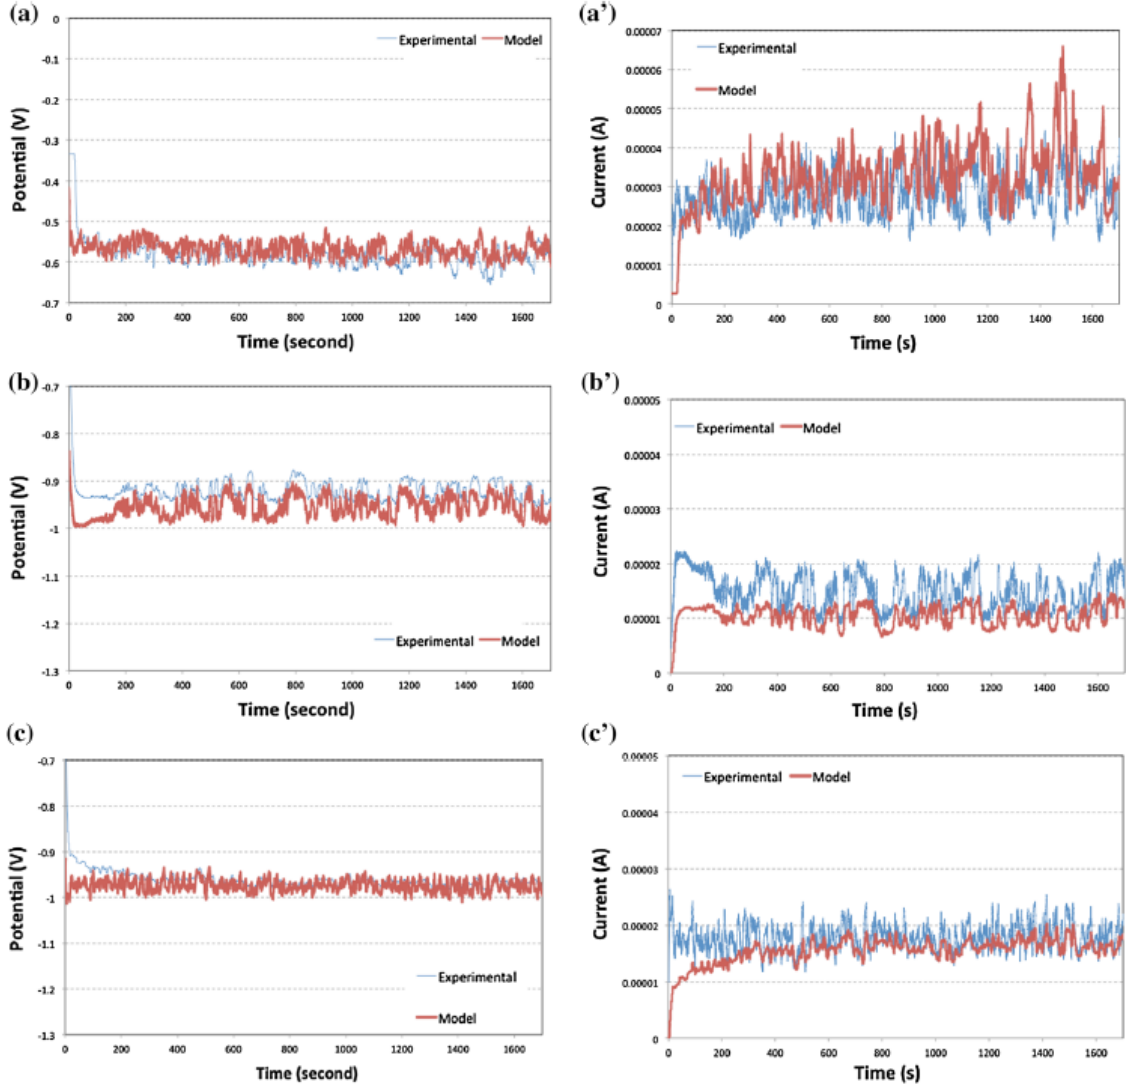 (a)
0
-0.1
-0.2
-0.3
-0.4
-0.5
-0.6
-0.7
Potential (V)
Experimental Model
0 200 400 600 800 1000 1200 1400 1600
Time (second)
(a’)
0.00007
0.00006
0.00005
0.00004
0.00003
0.00002
0.00001
0
Current (A)
Experimental
Model
0 200 400 600 800 1000 1200 1400 1600
Time (s)
(b)
-0.7
-0.8
-0.9
-1
-1.1
-1.2
-1.3
Potential (V)
Experimental Model
0 200 400 600 800 1000 1200 1400 1600
Time (second)
(b’)
0.00005
0.00004
0.00003
0.00002
0.00001
0
Current (A)
Experimental Model
0 200 400 600 800 1000 1200 1400 1600
Time (s)
(c)
-0.7
-0.8
-0.9
-1
-1.1
-1.2
-1.3
Potential (V)
Experimental
Model
0 200 400 600 800 1000 1200 1400 1600
Time (second)
(c’)
0.00005
0.00004
0.00003
0.00002
0.00001
0
Current (A)
Experimental Model
0 200 400 600 800 1000 1200 1400 1600
Time (s)